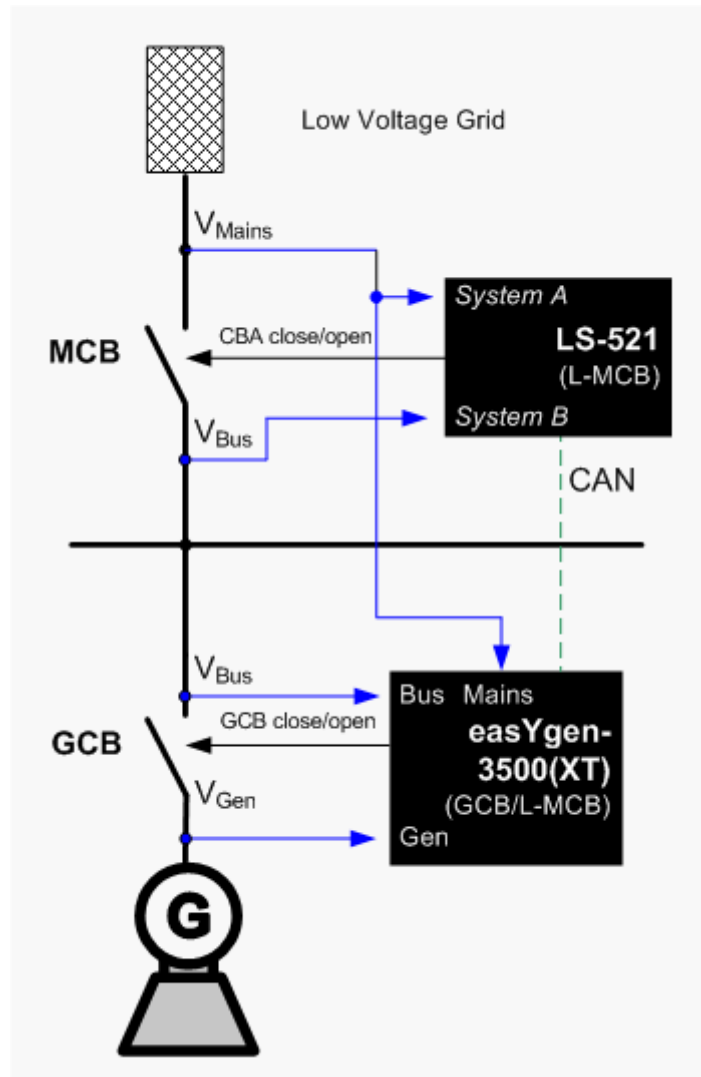 Low Voltage Grid
VMains
System A
CBA close/open
LS-521
MCB
(L-MCB)
System B
VBus
CAN
VBus
Bus Mains
GCB close/open
easYgen-
GCB
3500(XT)
(GCB/L-MCB)
VGen
Gen
G